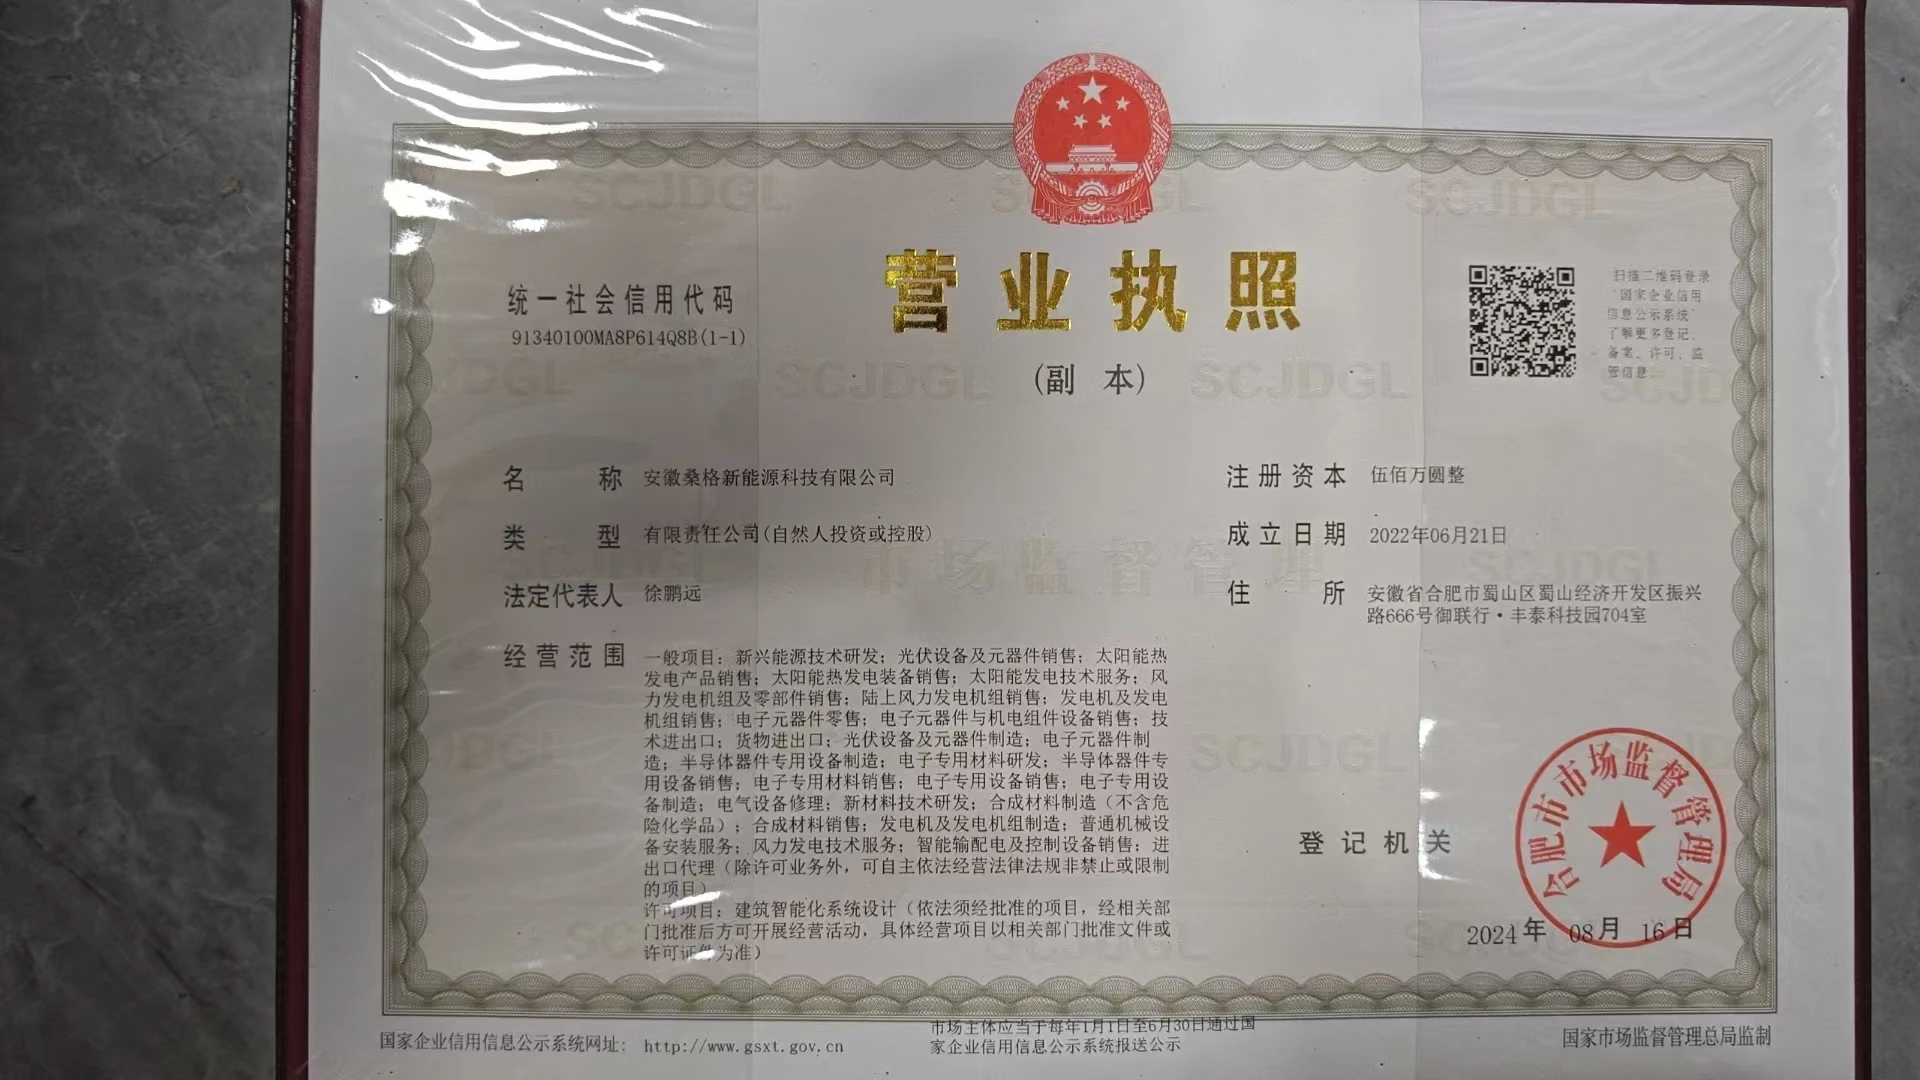 营业执照
(副 本)
统一社会信用代码
91340100MA8P614Q8B(1-1)
扫描二维码登录
‘国家企业信用
信息公示系统’
了解更多登记、
备案、许可、监
管信息。
名 称 安徽桑格新能源科技有限公司
类 型 有限责任公司(自然人投资或控股)
法定代表人 徐鹏远
经营范围 一般项目：新兴能源技术研发；光伏设备及元器件销售；太阳能热
发电产品销售；太阳能热发电装备销售；太阳能发电技术服务；风
力发电机组及零部件销售；陆上风力发电机组销售；发电机及发电
机组销售；电子元器件零售；电子元器件与机电组件设备销售；技
术进出口；货物进出口；光伏设备及元器件制造；电子元器件制
造；半导体器件专用设备制造；电子专用材料研发；半导体器件专
用设备销售；电子专用材料销售；电子专用设备销售；电子专用设
备制造；电气设备修理；新材料技术研发；合成材料制造（不含危
险化学品）；合成材料销售；发电机及发电机组制造；普通机械设
备安装服务；风力发电技术服务；智能输配电及控制设备销售；进
出口代理（除许可业务外，可自主依法经营法律法规非禁止或限制
的项目）
许可项目：建筑智能化系统设计（依法须经批准的项目，经相关部
门批准后方可开展经营活动，具体经营项目以相关部门批准文件或
许可证件为准）
注册资本 伍佰万圆整
成立日期 2022年06月21日
住 所 安徽省合肥市蜀山区蜀山经济开发区振兴
路666号御联行·丰泰科技园704室
登记机关
合肥市市场监督管理局
2024年 08月 16日
国家企业信用信息公示系统网址： http://www.gsxt.gov.cn
市场主体应当于每年1月1日至6月30日通过国
家企业信用信息公示系统报送公示
国家市场监督管理总局监制
SCJDGL
市场监督管理